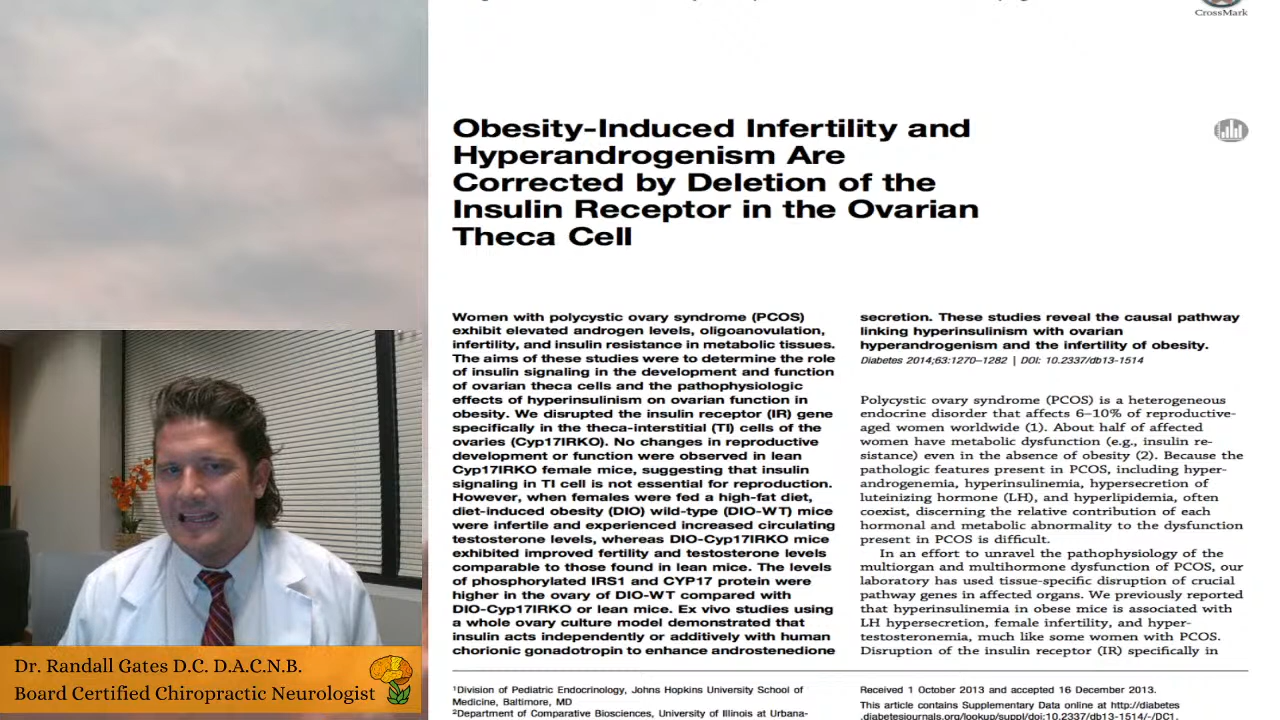 CrossMark
Obesity-Induced Infertility and
Hyperandrogenism Are
Corrected by Deletion of the
Insulin Receptor in the Ovarian
Theca Cell
Women with polycystic ovary syndrome (PCOS)
exhibit elevated androgen levels, oligoanovulation,
infertility, and insulin resistance in metabolic tissues.
The aims of these studies were to determine the role
of insulin signaling in the development and function
of ovarian theca cells and the pathophysiologic
effects of hyperinsulinism on ovarian function in
obesity. We disrupted the insulin receptor (IR) gene
specifically in the theca-interstitial (TI) cells of the
ovaries (Cyp17IRKO). No changes in reproductive
development or function were observed in lean
Cyp17IRKO female mice, suggesting that insulin
signaling in TI cell is not essential for reproduction.
However, when females were fed a high-fat diet,
diet-induced obesity (DIO) wild-type (DIO-WT) mice
were infertile and experienced increased circulating
testosterone levels, whereas DIO-Cyp17IRKO mice
exhibited improved fertility and testosterone levels
comparable to those found in lean mice. The levels
of phosphorylated IRS1 and CYP17 protein were
higher in the ovary of DIO-WT compared with
DIO-Cyp17IRKO or lean mice. Ex vivo studies using
a whole ovary culture model demonstrated that
insulin acts independently or additively with human
chorionic gonadotropin to enhance androstenedione
secretion. These studies reveal the causal pathway
linking hyperinsulinism with ovarian
hyperandrogenism and the infertility of obesity.
Diabetes 2014;63:1270–1282 | DOI: 10.2337/db13-1514
Polycystic ovary syndrome (PCOS) is a heterogeneous
endocrine disorder that affects 6–10% of reproductive-
aged women worldwide (1). About half of affected
women have metabolic dysfunction (e.g., insulin re-
sistance) even in the absence of obesity (2). Because the
pathologic features present in PCOS, including hyper-
androgenemia, hyperinsulinemia, hypersecretion of
luteinizing hormone (LH), and hyperlipidemia, often
coexist, discerning the relative contribution of each
hormonal and metabolic abnormality to the dysfunction
present in PCOS is difficult.
In an effort to unravel the pathophysiology of the
multiorgan and multihormone dysfunction of PCOS, our
laboratory has used tissue-specific disruption of crucial
pathway genes in affected organs. We previously reported
that hyperinsulinemia in obese mice is associated with
LH hypersecretion, female infertility, and hyper-
testosteronemia, much like some women with PCOS.
Disruption of the insulin receptor (IR) specifically in
1Division of Pediatric Endocrinology, Johns Hopkins University School of
Medicine, Baltimore, MD
2Department of Comparative Biosciences, University of Illinois at Urbana-
Received 1 October 2013 and accepted 16 December 2013.
This article contains Supplementary Data online at http://diabetes
.diabetesjournals.org/lookup/suppl/doi:10.2337/db13-1514/-/DC1.
Dr. Randall Gates D.C. D.A.C.N.B.
Board Certified Chiropractic Neurologist